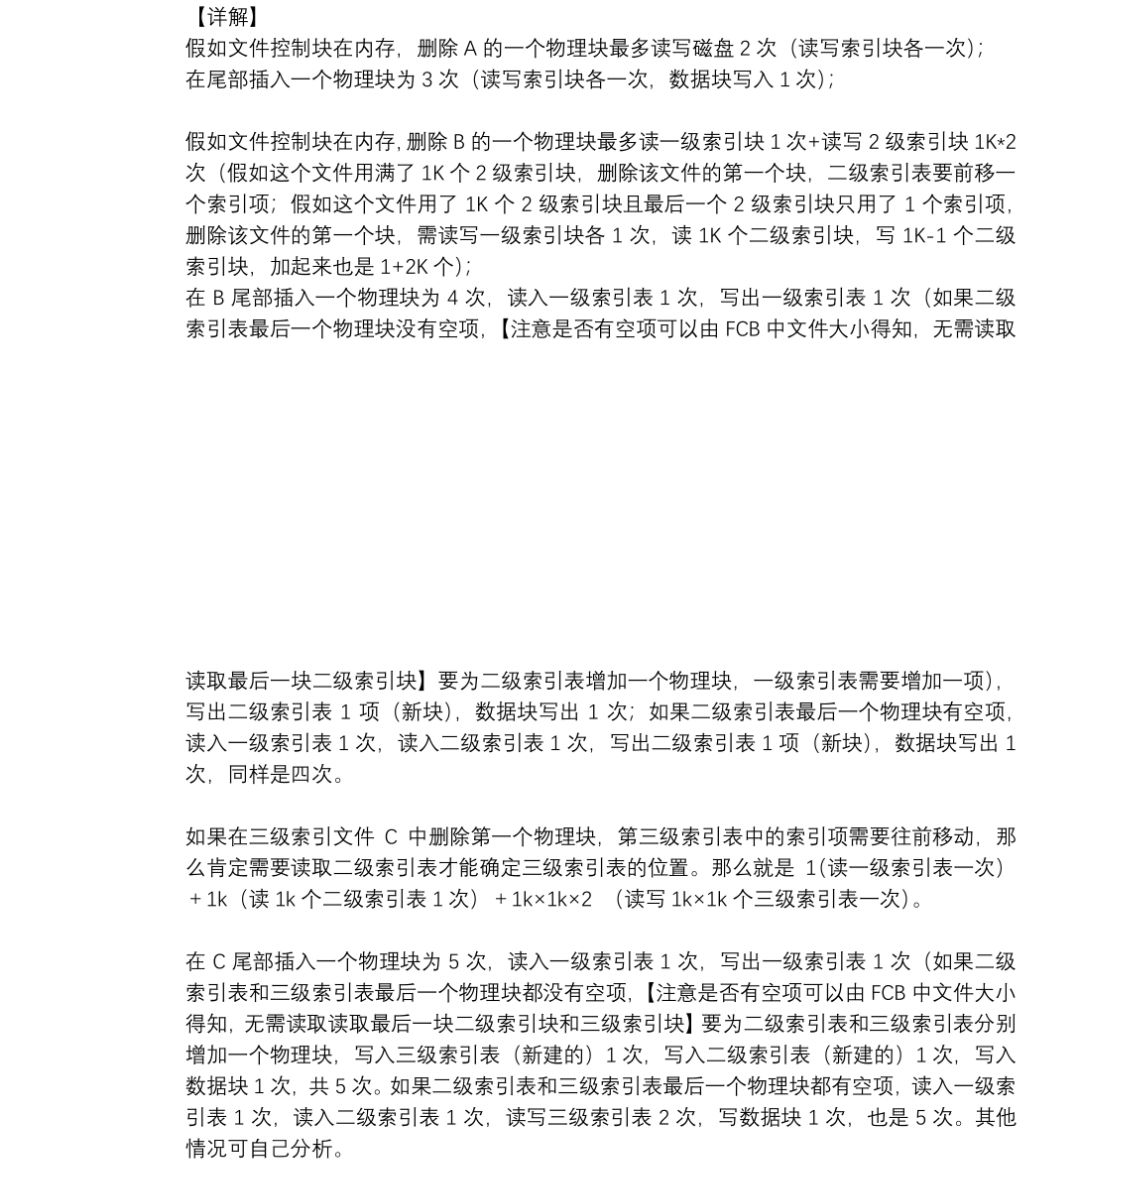 【详解】
假如文件控制块在内存，删除 A 的一个物理块最多读写磁盘 2 次（读写索引块各一次）；
在尾部插入一个物理块为 3 次（读写索引块各一次，数据块写入 1 次）；
假如文件控制块在内存，删除 B 的一个物理块最多读一级索引块 1 次+读写 2 级索引块 1K*2
次（假如这个文件用满了 1K 个 2 级索引块，删除该文件的第一个块，二级索引表要前移一
个索引项；假如这个文件用了 1K 个 2 级索引块且最后一个 2 级索引块只用了 1 个索引项，
删除该文件的第一个块，需读写一级索引块各 1 次，读 1K 个二级索引块，写 1K-1 个二级
索引块，加起来也是 1+2K 个）；
在 B 尾部插入一个物理块为 4 次，读入一级索引表 1 次，写出一级索引表 1 次（如果二级
索引表最后一个物理块没有空项，【注意是否有空项可以由 FCB 中文件大小得知，无需读取
读取最后一块二级索引块】要为二级索引表增加一个物理块，一级索引表需要增加一项），
写出二级索引表 1 项（新块），数据块写出 1 次；如果二级索引表最后一个物理块有空项，
读入一级索引表 1 次，读入二级索引表 1 次，写出二级索引表 1 项（新块），数据块写出 1
次，同样是四次。
如果在三级索引文件 C 中删除第一个物理块，第三级索引表中的索引项需要往前移动，那
么肯定需要读取二级索引表才能确定三级索引表的位置。那么就是 1(读一级索引表一次）
+ 1k（读 1k 个二级索引表 1 次）+ 1k×1k×2 （读写 1k×1k 个三级索引表一次）。
在 C 尾部插入一个物理块为 5 次，读入一级索引表 1 次，写出一级索引表 1 次（如果二级
索引表和三级索引表最后一个物理块都没有空项，【注意是否有空项可以由 FCB 中文件大小
得知，无需读取读取最后一块二级索引块和三级索引块】要为二级索引表和三级索引表分别
增加一个物理块，写入三级索引表（新建的）1 次，写入二级索引表（新建的）1 次，写入
数据块 1 次，共 5 次。如果二级索引表和三级索引表最后一个物理块都有空项，读入一级索
引表 1 次，读入二级索引表 1 次，读写三级索引表 2 次，写数据块 1 次，也是 5 次。其他
情况可自己分析。